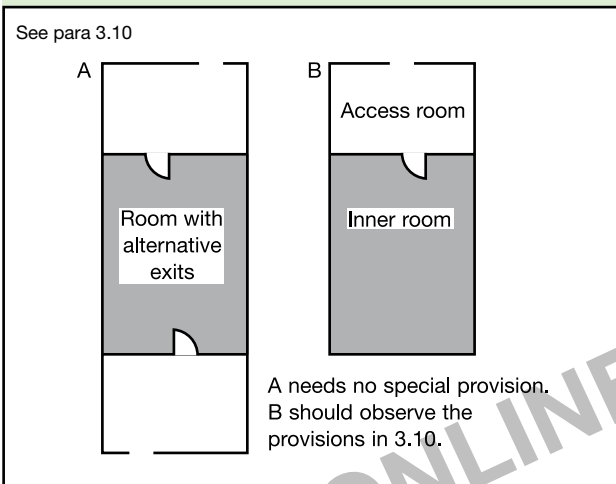 See para 3.10
A
B
Access room
Room with
alternative
exits
Inner room
A needs no special provision.
B should observe the
provisions in 3.10.
ONLINE